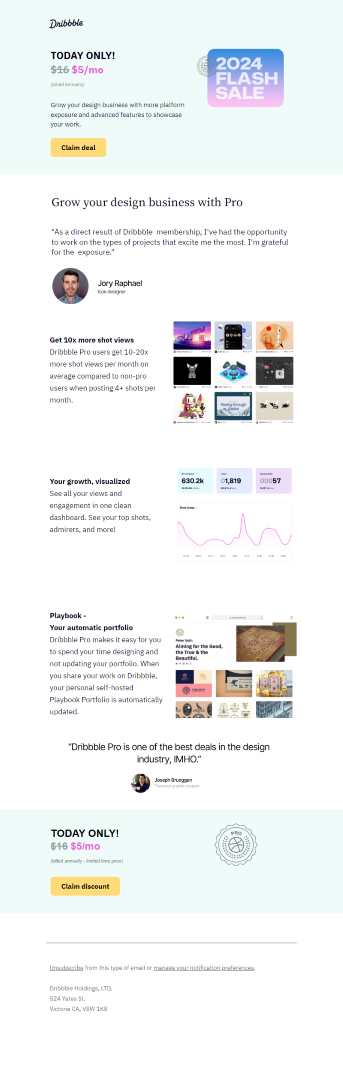 Dribbble
TODAY ONLY!
$16 $5/mo
(billed annually)
Grow your design business with more platform
exposure and advanced features to showcase
your work.
Claim deal
2024
FLASH
SALE
Grow your design business with Pro
"As a direct result of Dribbble membership, I've had the opportunity
to work on the types of projects that excite me the most. I'm grateful
for the exposure."
Jory Raphael
Icon designer
Get 10x more shot views
Dribbble Pro users get 10-20x
more shot views per month on
average compared to non-pro
users when posting 4+ shots per
month.
Your growth, visualized
See all your views and
engagement in one clean
dashboard. See your top shots,
admirers, and more!
630.2k
01,819
00057
Playbook -
Your automatic portfolio
Dribbble Pro makes it easy for you
to spend your time designing and
not updating your portfolio. When
you share your work on Dribbble,
your personal self-hosted
Playbook Portfolio is automatically
updated.
Aiming for the Good,
the True & the
Beautiful.
"Dribbble Pro is one of the best deals in the design
industry, IMHO."
Joseph Brueggen
Freelance graphic designer
TODAY ONLY!
$16 $5/mo
(billed annually - limited time price)
Claim discount
PRO
Unsubscribe from this type of email or manage your notification preferences.
Dribbble Holdings, LTD.
524 Yates St.
Victoria CA, V8W 1K8